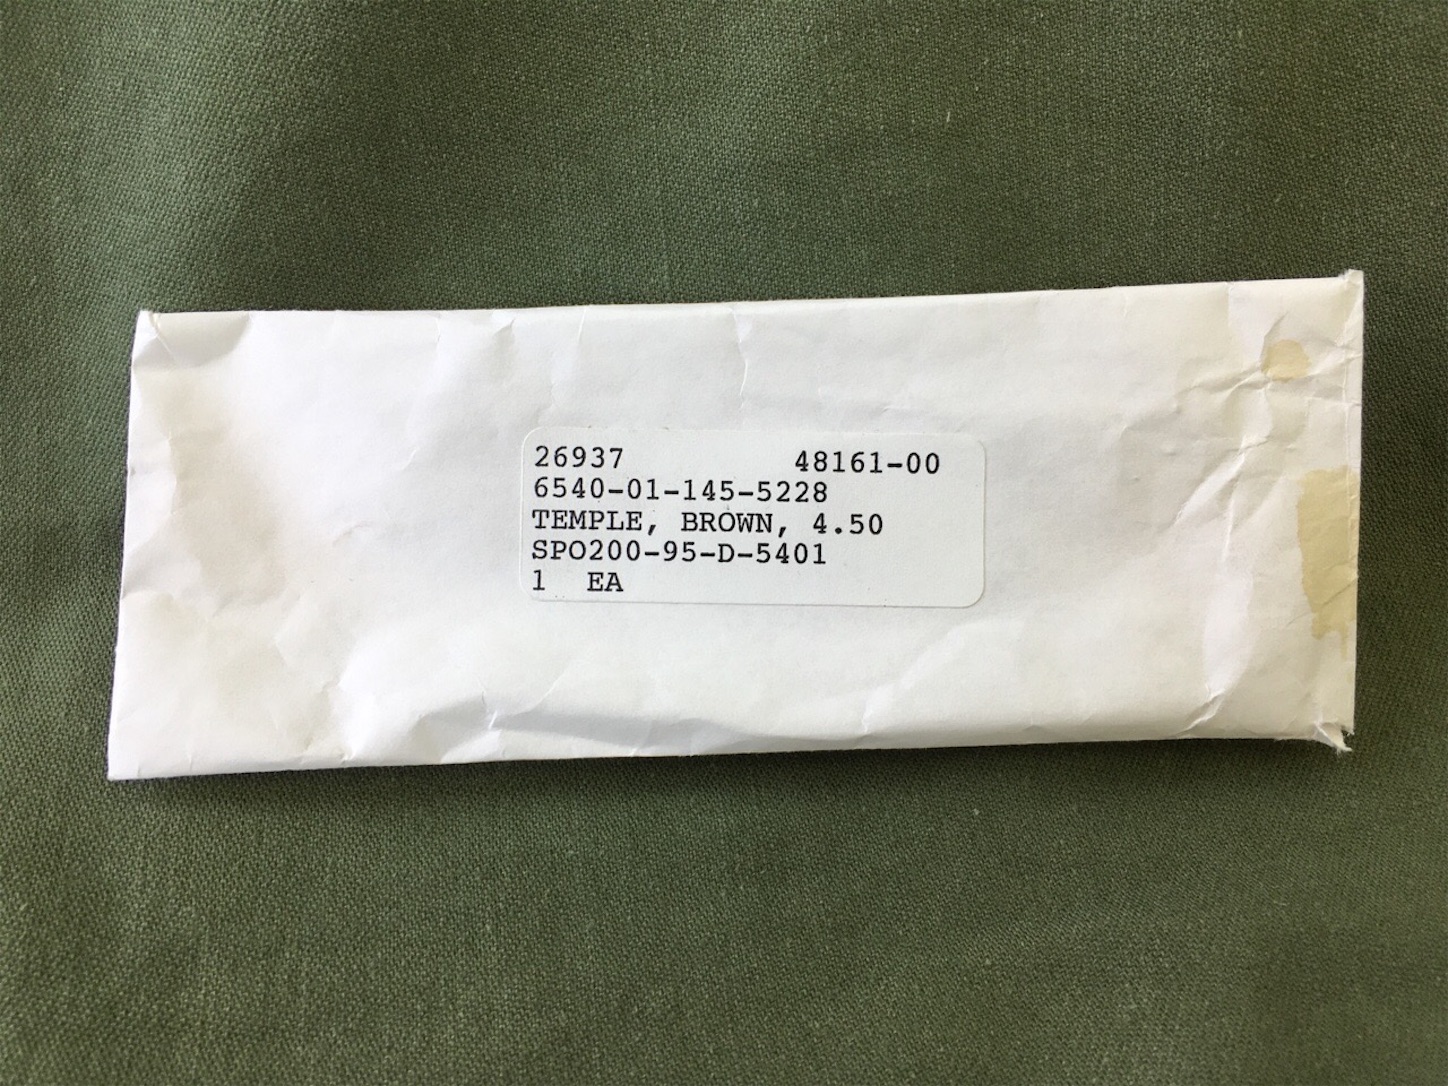 26937 48161-00
6540-01-145-5228
TEMPLE, BROWN, 4.50
SPO200-95-D-5401
1 EA